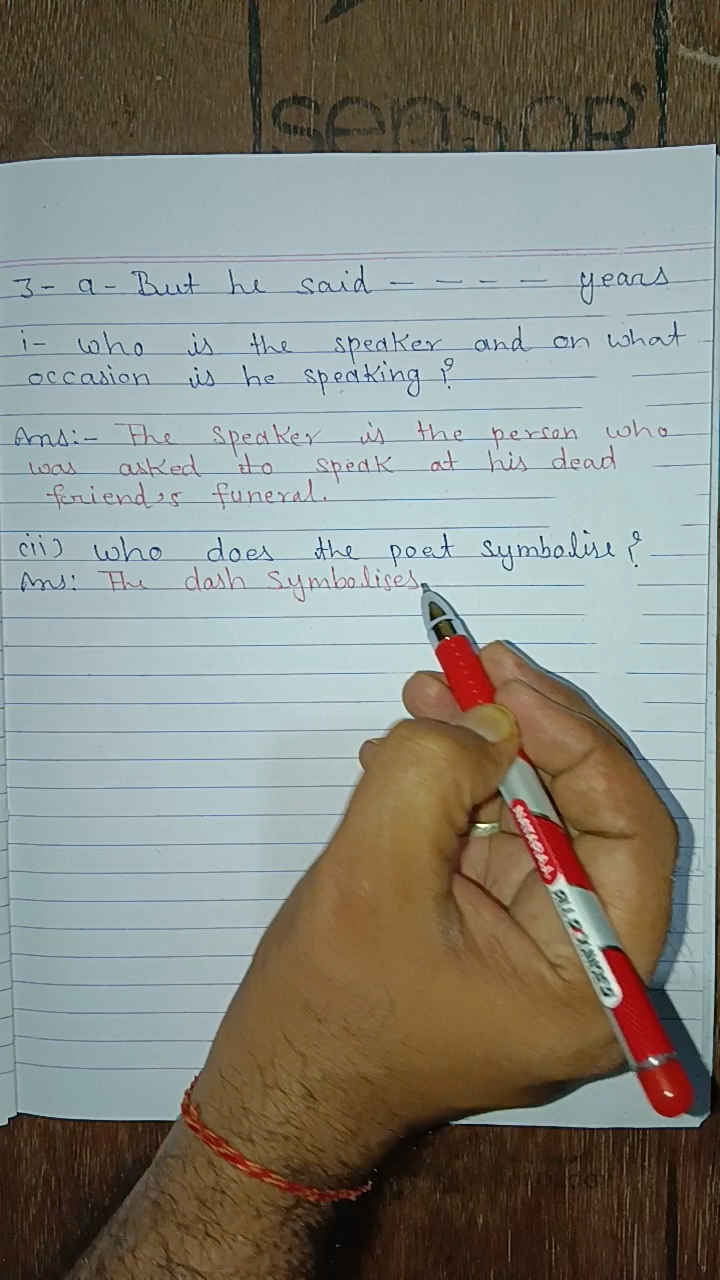 sensor
3- a- But he said - - - - years
i- who is the speaker and on what
occasion is he speaking ?
Ans:- The speaker is the person who
was asked to speak at his dead
friend's funeral.
(ii) who does the poet symbolise ?
Ans: The dash symbolises